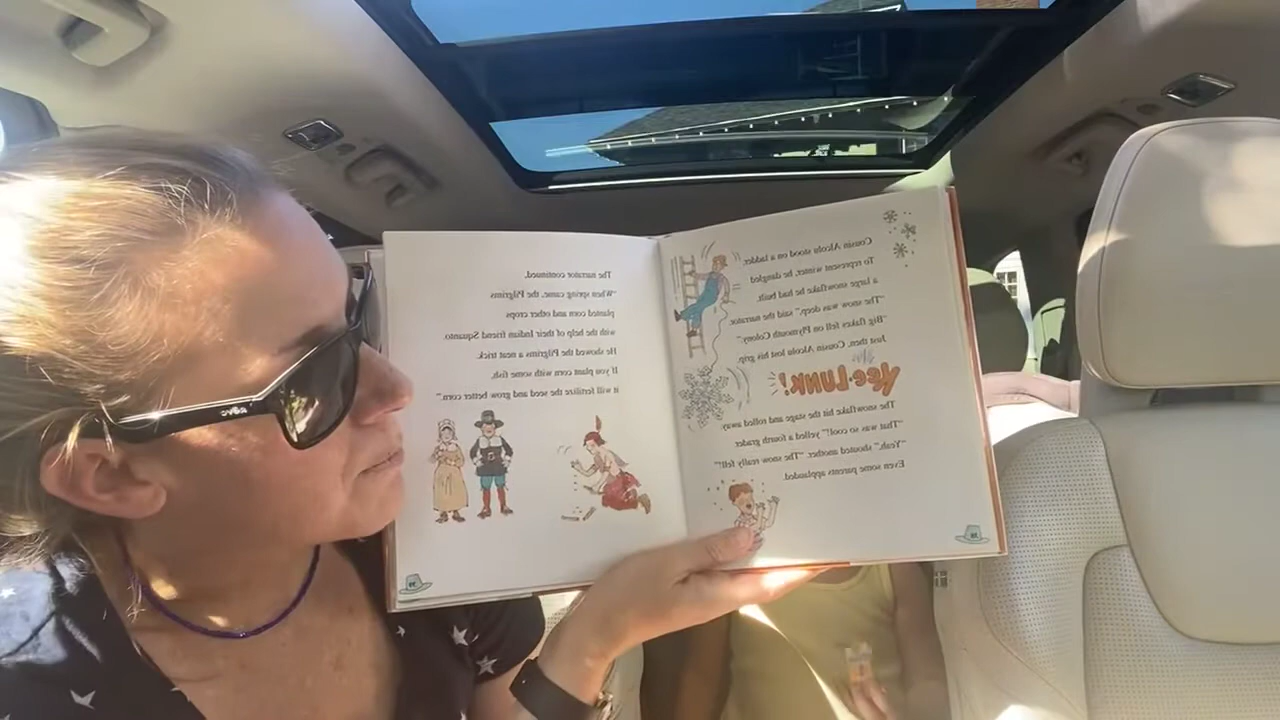 Cousin Alcolu stood on a ladder.
To represent winter, he dangled
a large snowflake he had built.
"The snow was deep," said the narrator.
"Big flakes fell on Plymouth Colony."
Just then, Cousin Alcolu lost his grip.
Kee-LUNK!
The snowflake hit the stage and rolled away.
"That was so cool!" yelled a fourth grader.
"Yeah," shouted another. "The snow really fell!"
Even some parents applauded.
The narrator continued,
"When spring came, the Pilgrims
planted corn and other crops
with the help of their Indian friend Squanto.
He showed the Pilgrims a neat trick.
If you plant corn with some fish,
it will fertilize the seed and grow better corn."